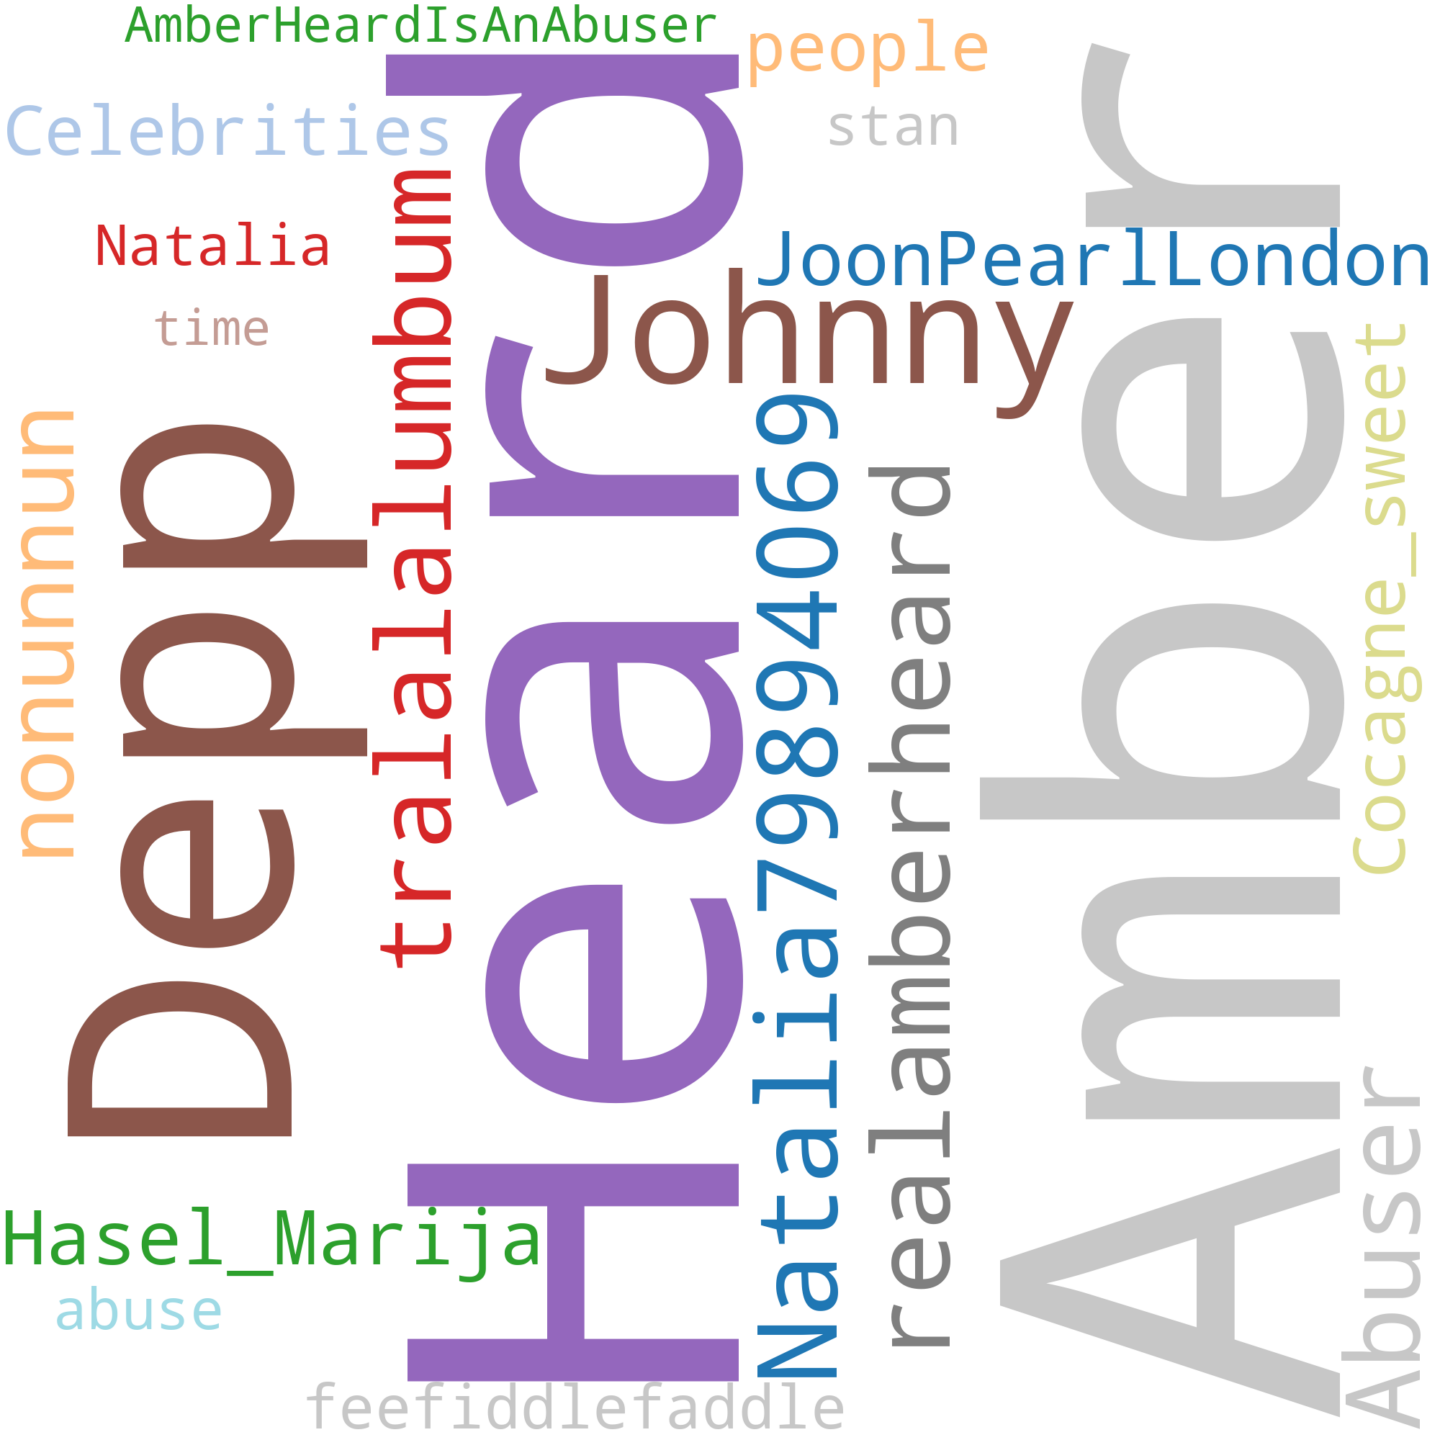 AmberHeardIsAnAbuser
people
Celebrities
stan
Natalia
JoonPearlLondon
time
Johnny
nonunnun
Depp
tralalalumbum
Heard
Natalia79894069
realamberheard
Amber
Cocagne_sweet
Abuser
Hasel_Marija
abuse
feefiddlefaddle